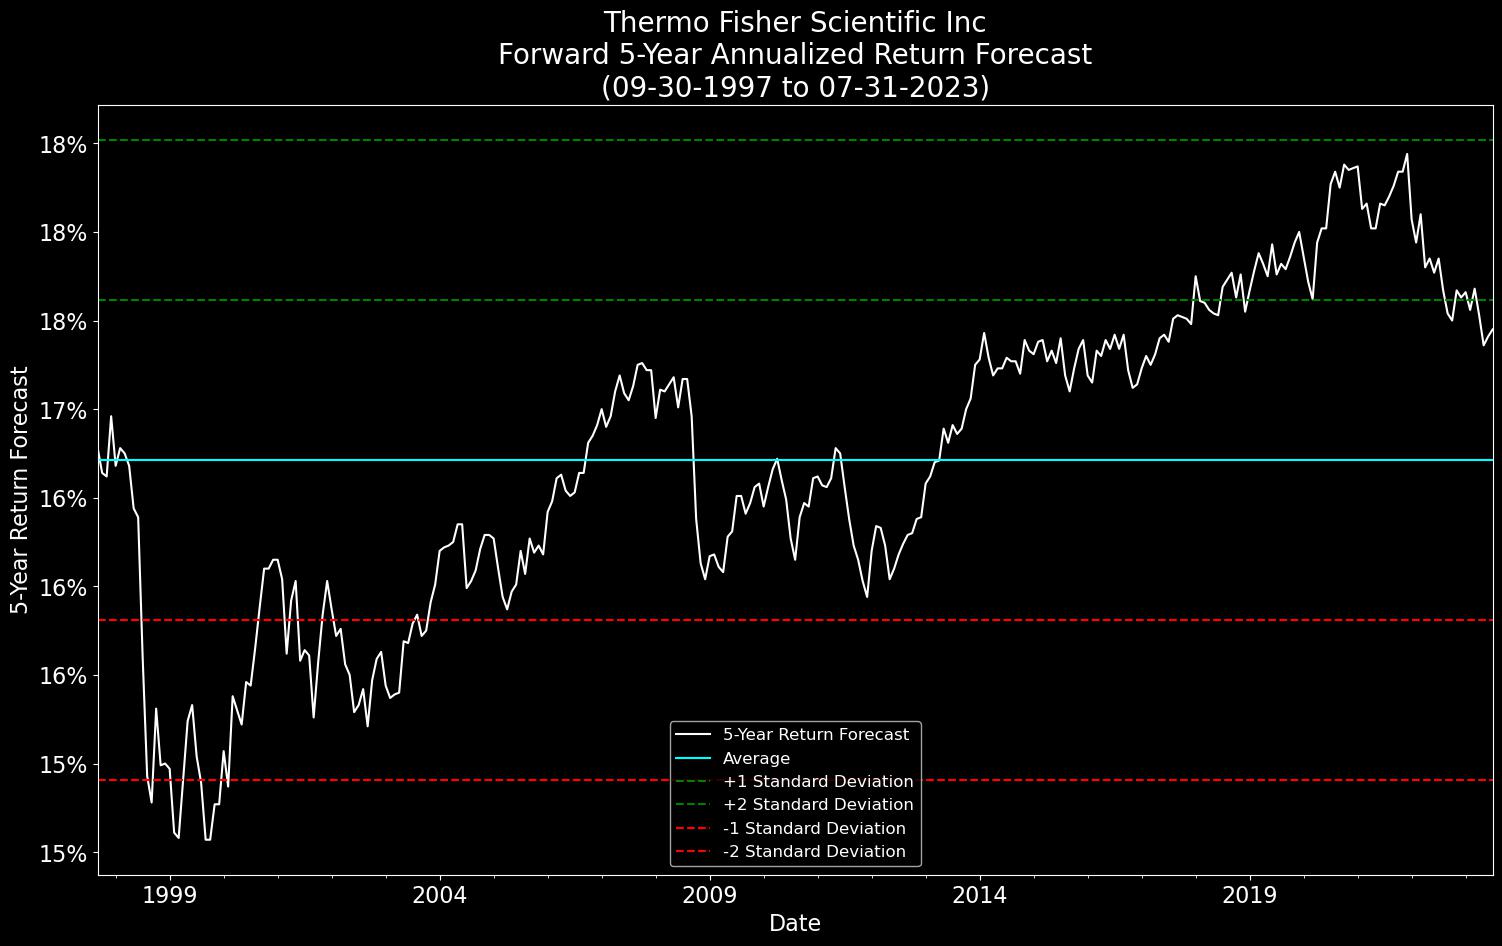 Thermo Fisher Scientific Inc
Forward 5-Year Annualized Return Forecast
(09-30-1997 to 07-31-2023)
5-Year Return Forecast
18%
18%
18%
17%
16%
16%
16%
15%
15%
5-Year Return Forecast
Average
+1 Standard Deviation
+2 Standard Deviation
-1 Standard Deviation
-2 Standard Deviation
1999
2004
2009
2014
2019
Date